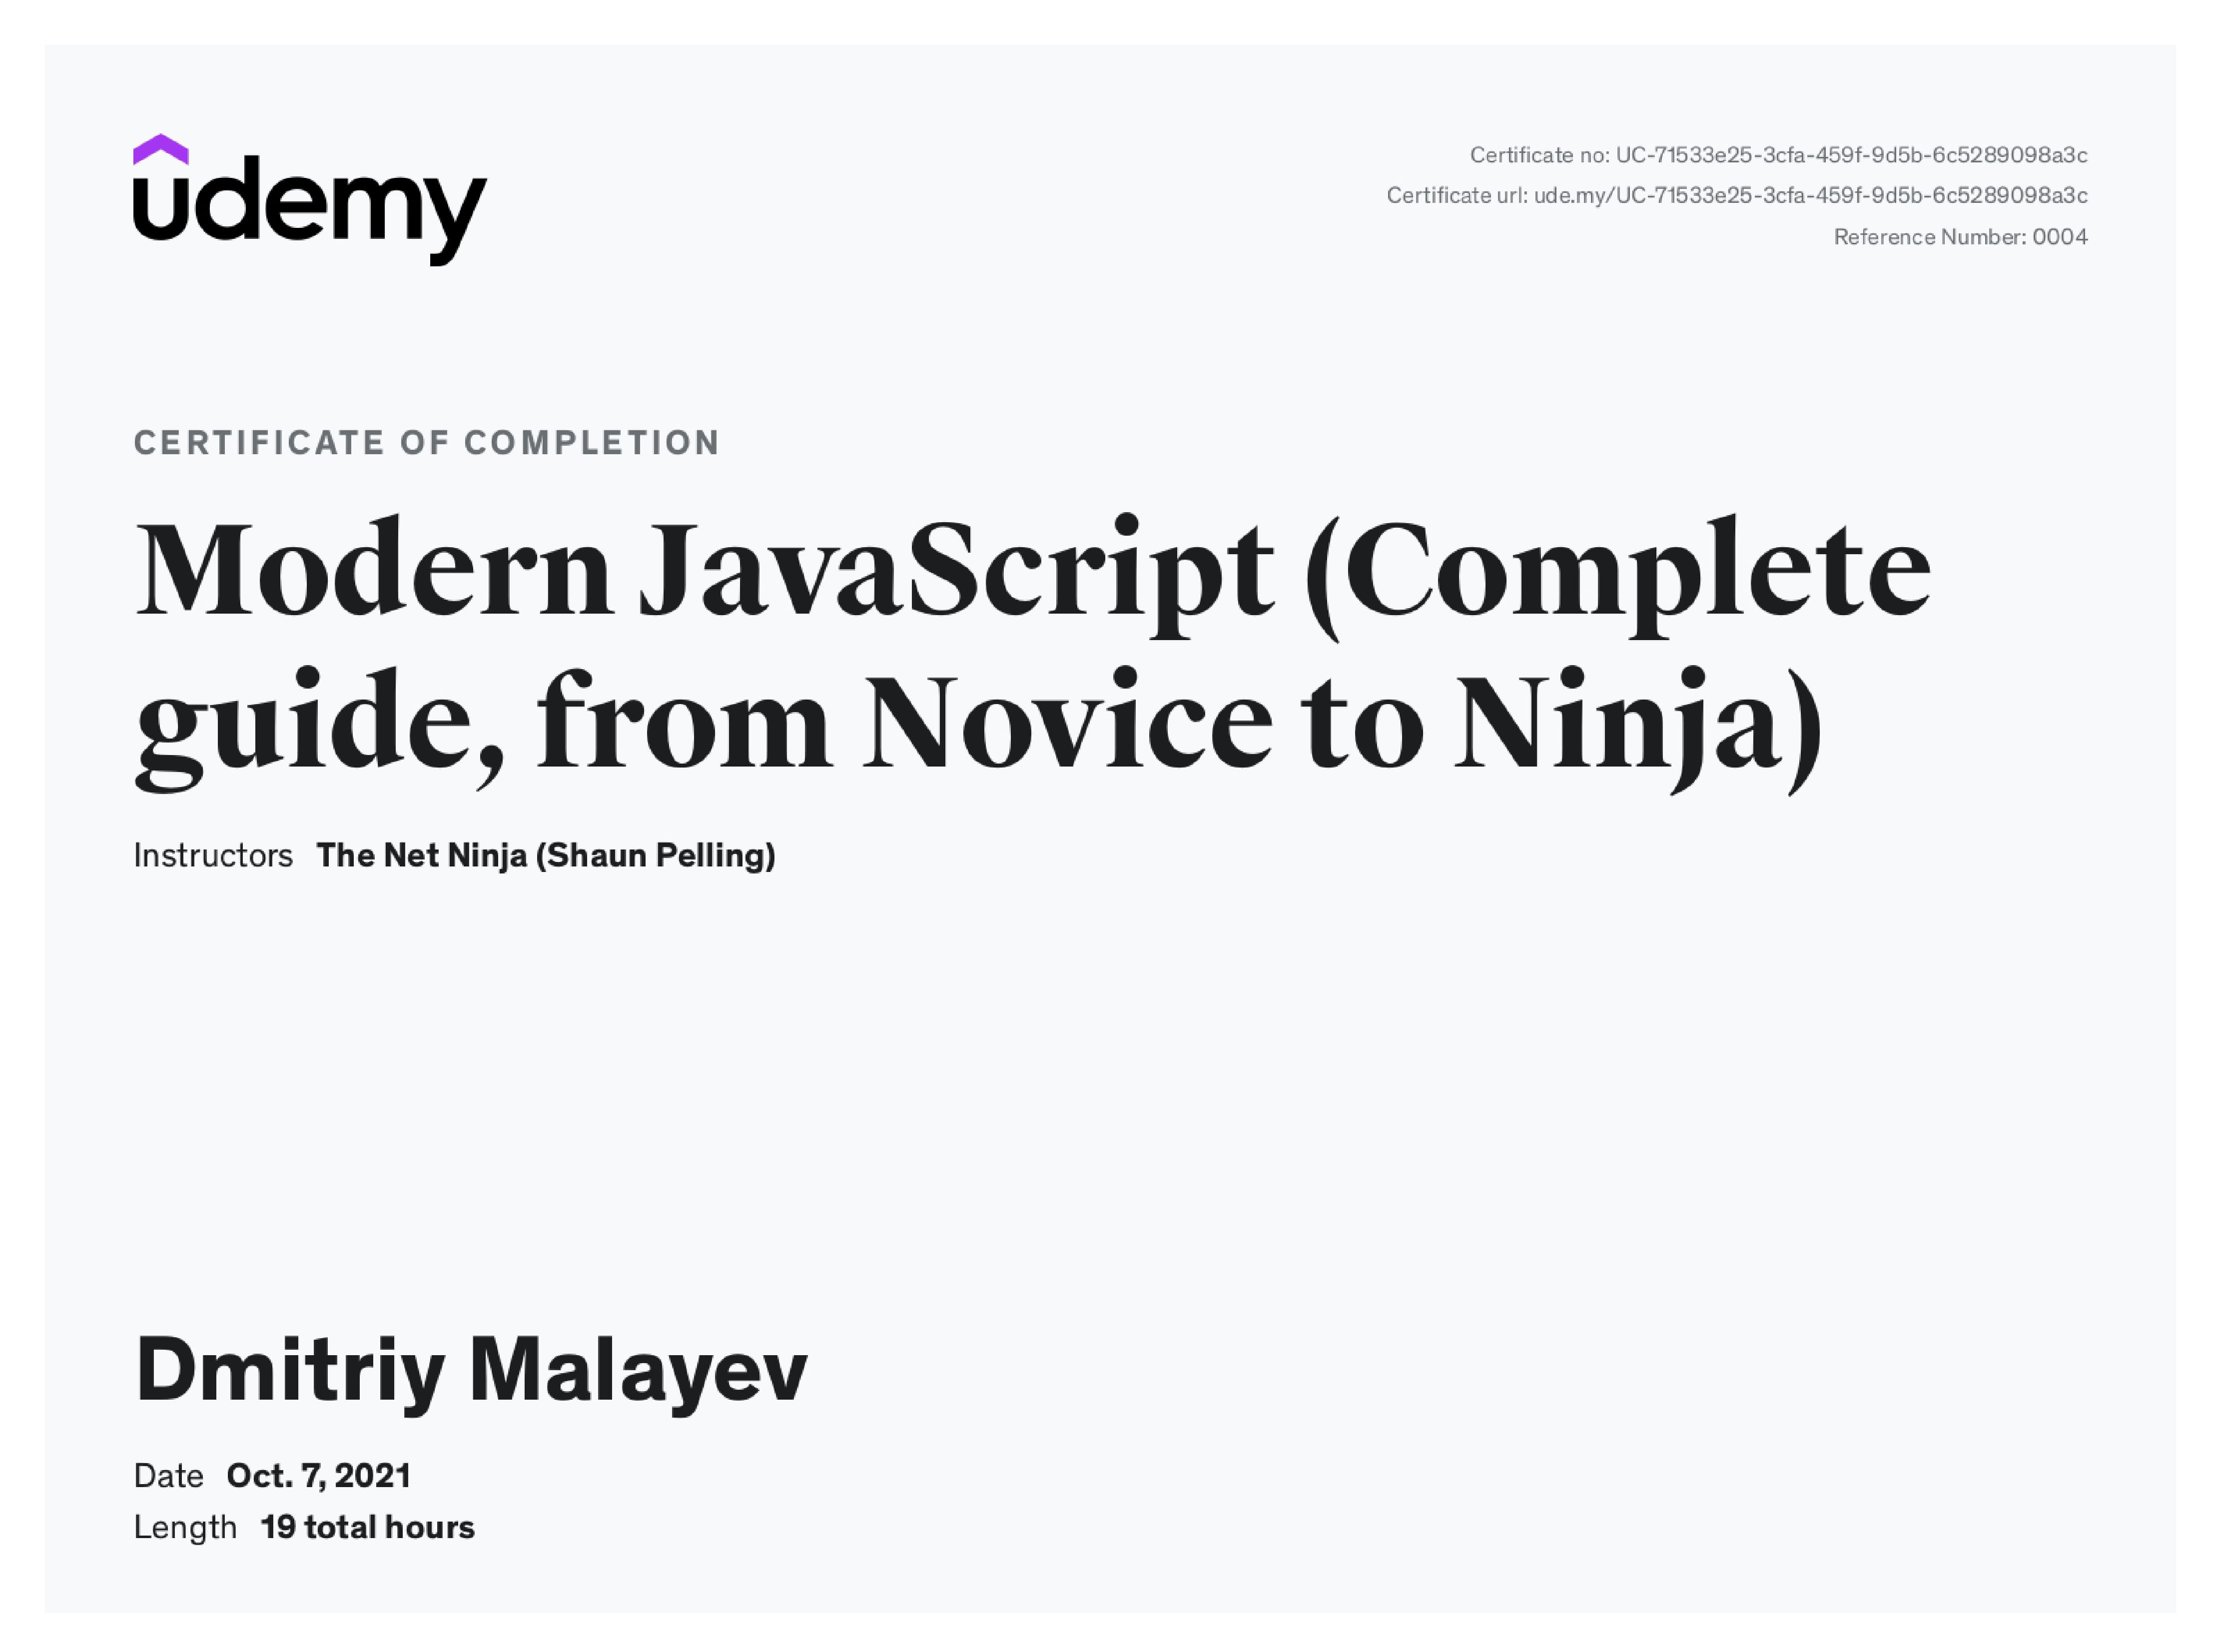 udemy
Certificate no: UC-71533e25-3cfa-459f-9d5b-6c5289098a3c
Certificate url: ude.my/UC-71533e25-3cfa-459f-9d5b-6c5289098a3c
Reference Number: 0004
CERTIFICATE OF COMPLETION
Modern JavaScript (Complete
guide, from Novice to Ninja)
Instructors The Net Ninja (Shaun Pelling)
Dmitriy Malayev
Date Oct. 7, 2021
Length 19 total hours